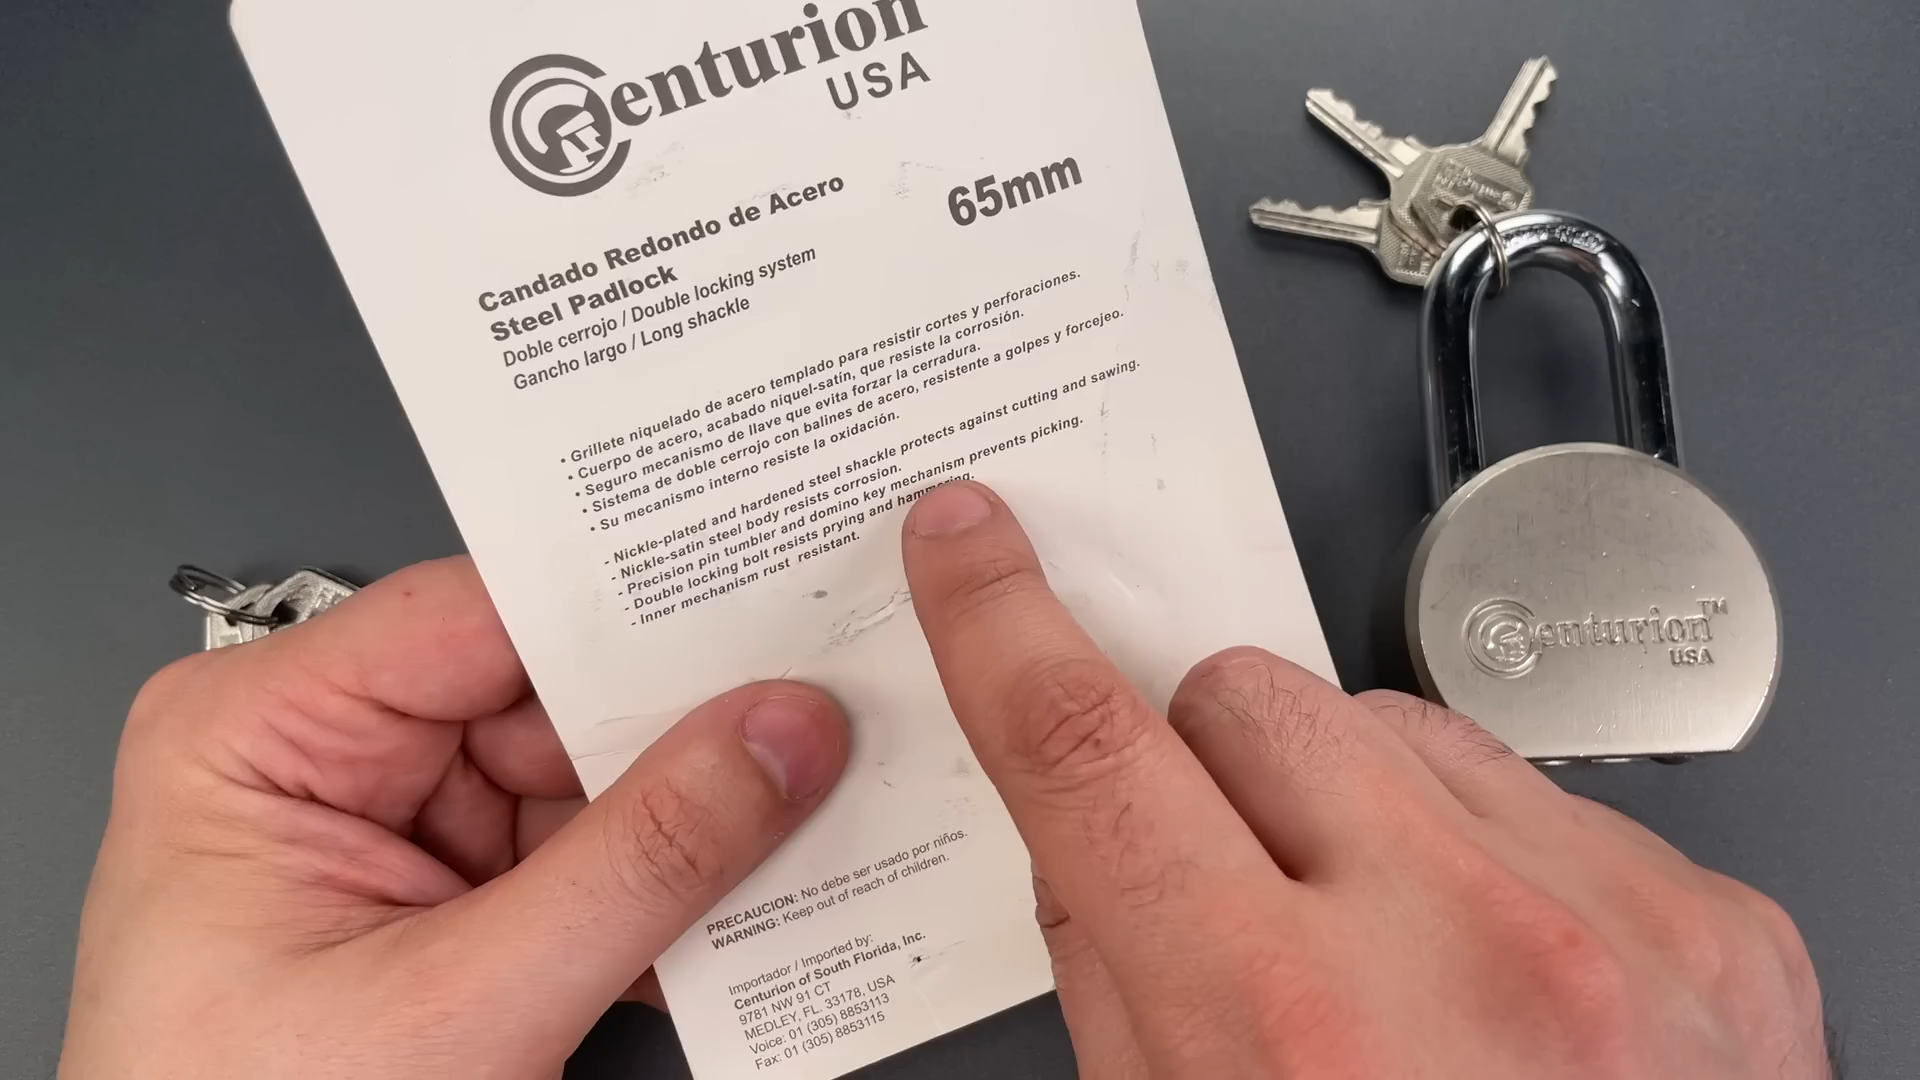 Centurion
USA
65mm
Candado Redondo de Acero
Steel Padlock
Doble cerrojo / Double locking system
Gancho largo / Long shackle
• Grillete niquelado de acero templado para resistir cortes y perforaciones.
• Cuerpo de acero, acabado niquel-satín, que resiste la corrosión.
• Seguro mecanismo de llave que evita forzar la cerradura.
• Sistema de doble cerrojo con balines de acero, resistente a golpes y forcejeo.
• Su mecanismo interno resiste la oxidación.
- Nickle-plated and hardened steel shackle protects against cutting and sawing.
- Nickle-satin steel body resists corrosion.
- Precision pin tumbler and domino key mechanism prevents picking.
- Double locking bolt resists prying and hammering.
- Inner mechanism rust resistant.
PRECAUCION: No debe ser usado por niños.
WARNING: Keep out of reach of children.
Importador / Imported by:
Centurion of South Florida, Inc.
9781 NW 91 CT
MEDLEY, FL. 33178, USA
Voice: 01 (305) 8853113
Fax: 01 (305) 8853115
Centurion™
USA